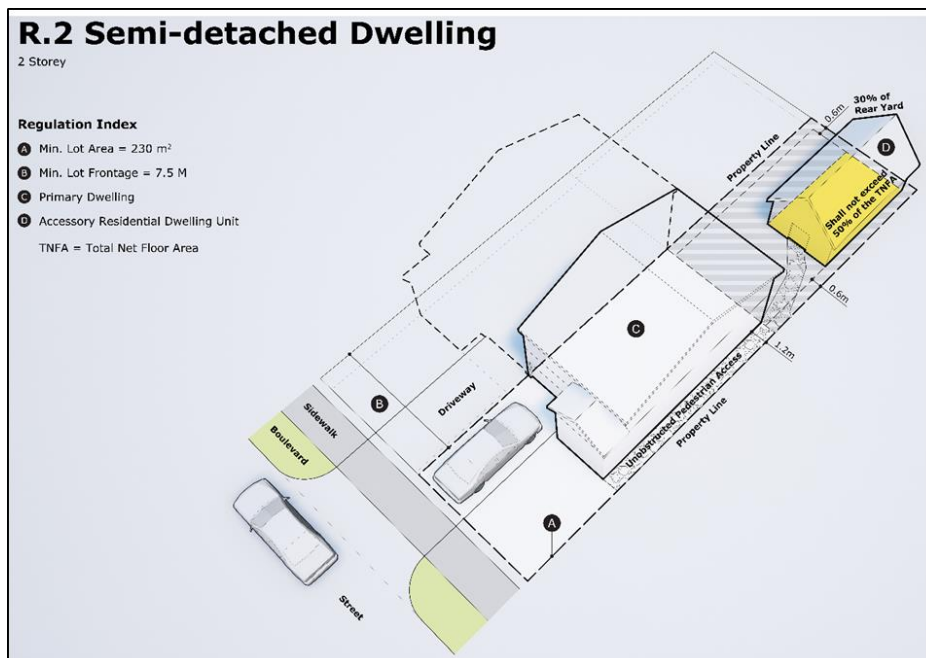 R.2 Semi-detached Dwelling
2 Storey
Regulation Index
A Min. Lot Area = 230 m²
B Min. Lot Frontage = 7.5 M
C Primary Dwelling
D Accessory Residential Dwelling Unit
TNFA = Total Net Floor Area
30% of
Rear Yard
0.6m
D
Property Line
Shall not exceed
50% of the TNFA
0.6m
C
1.2m
Unobstructed Pedestrian Access
Property Line
B
Driveway
Sidewalk
Boulevard
A
Street